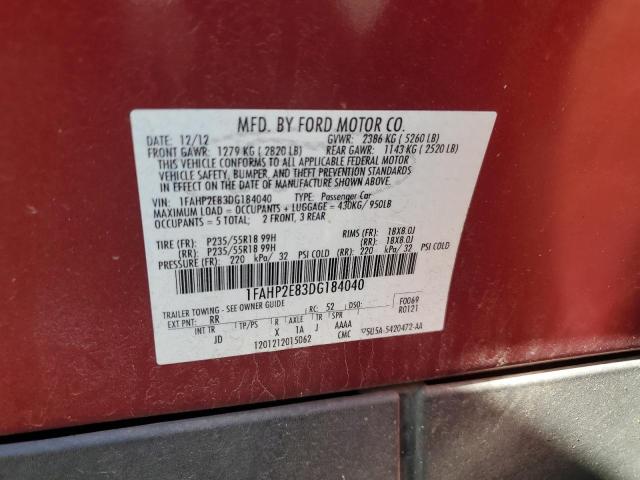 MFD. BY FORD MOTOR CO.
DATE: 12/12 GVWR: 2386 KG ( 5260 LB)
FRONT GAWR: 1279 KG ( 2820 LB) REAR GAWR: 1143 KG ( 2520 LB)
THIS VEHICLE CONFORMS TO ALL APPLICABLE FEDERAL MOTOR
VEHICLE SAFETY, BUMPER, AND THEFT PREVENTION STANDARDS
IN EFFECT ON THE DATE OF MANUFACTURE SHOWN ABOVE.
VIN: 1FAHP2E83DG184040 TYPE: Passenger Car
MAXIMUM LOAD = OCCUPANTS + LUGGAGE = 430KG/ 950LB
OCCUPANTS = 5 TOTAL; 2 FRONT, 3 REAR
TIRE (FR): P235/55R18 99H RIMS (FR): 18X8.0J
(RR): P235/55R18 99H (RR): 18X8.0J
PRESSURE (FR): 220 kPa/ 32 PSI COLD (RR): 220 kPa/ 32 PSI COLD
1FAHP2E83DG184040
TRAILER TOWING - SEE OWNER GUIDE RC: 52 DSO: F0069
EXT PNT: RR TP/PS R AXLE TR SPR R0121
JD X 1A J AAAA
1201212015062 CMC 5U5A-5420472-AA